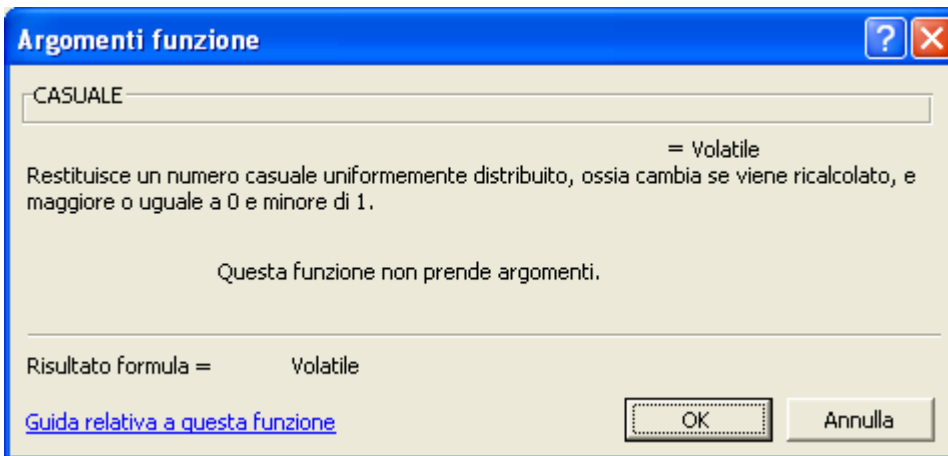 Argomenti funzione
CASUALE
= Volatile
Restituisce un numero casuale uniformemente distribuito, ossia cambia se viene ricalcolato, e
maggiore o uguale a 0 e minore di 1.
Questa funzione non prende argomenti.
Risultato formula = Volatile
Guida relativa a questa funzione
OK
Annulla